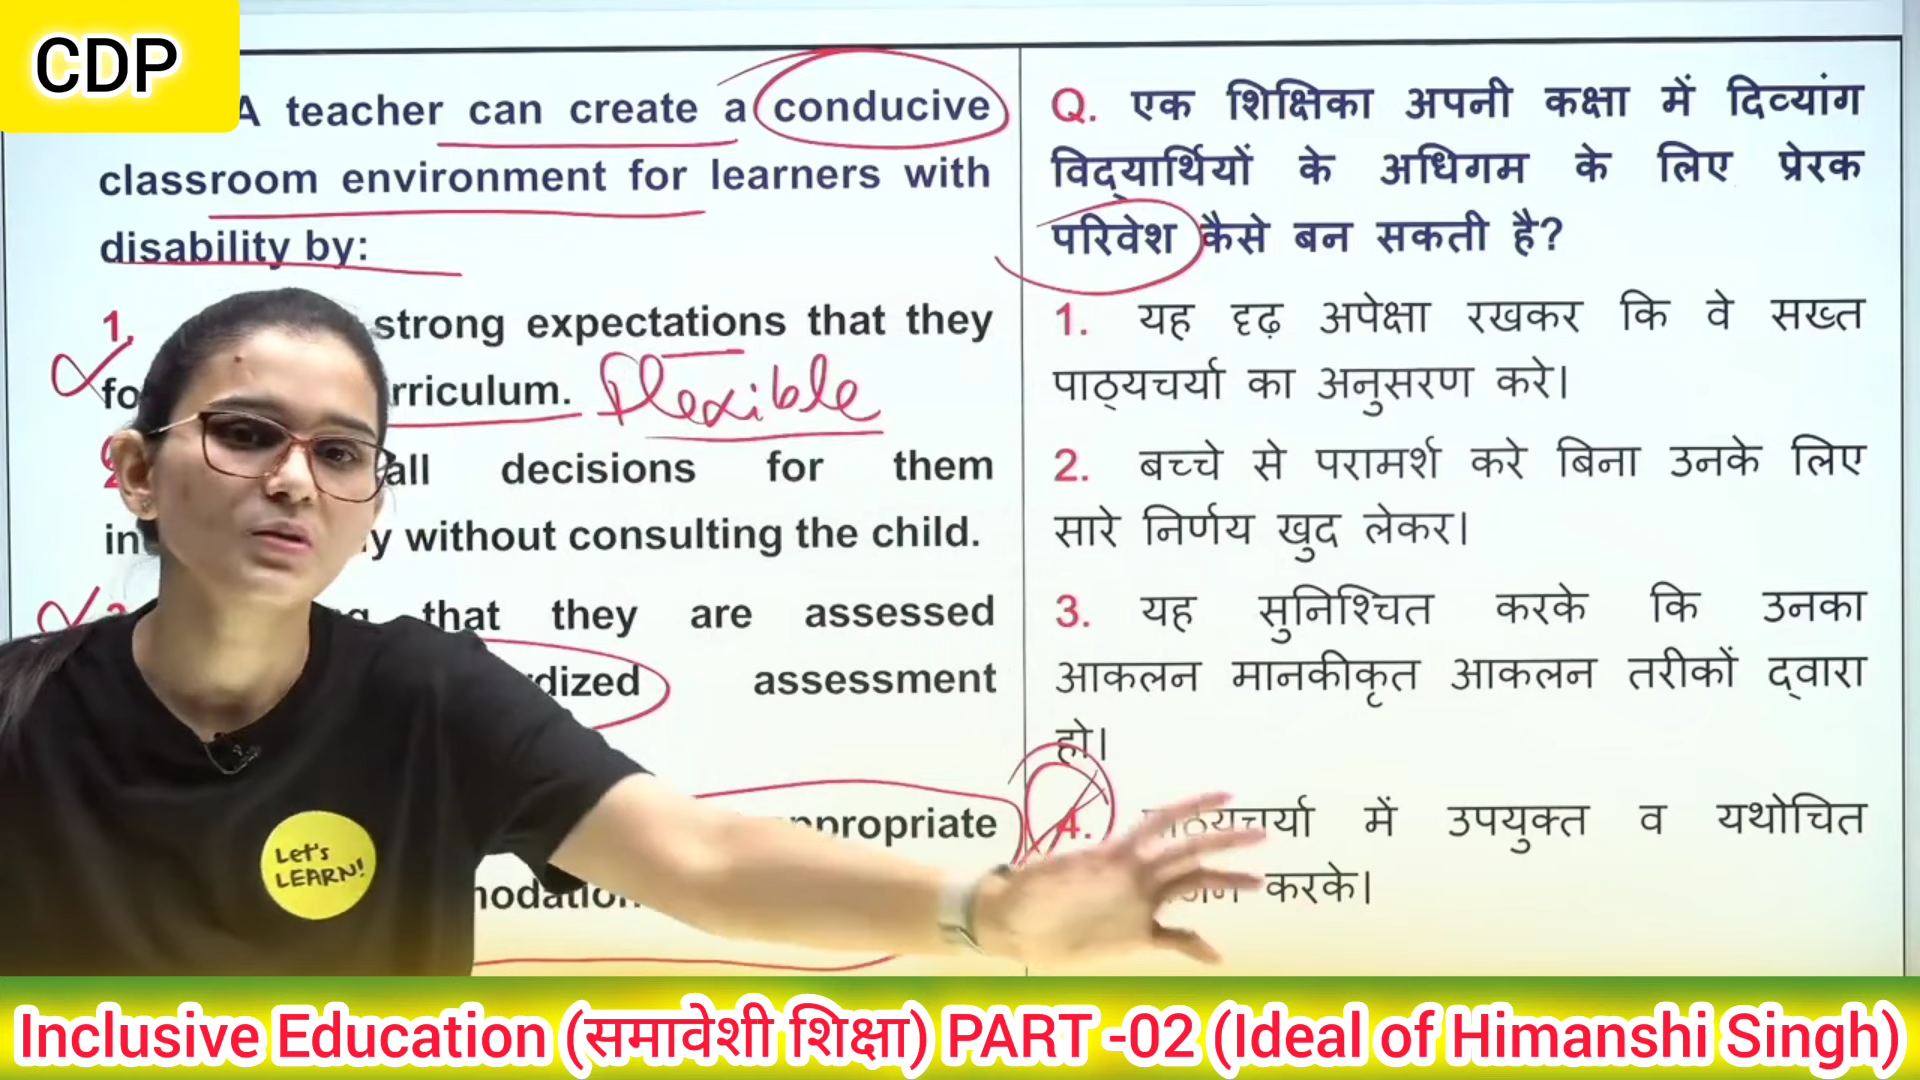 CDP
A teacher can create a conducive
classroom environment for learners with
disability by:
1. strong expectations that they
fo rriculum. Flexible
all decisions for them
in y without consulting the child.
that they are assessed
dized assessment
ppropriate
modation
Q. एक शिक्षिका अपनी कक्षा में दिव्यांग
विद्यार्थियों के अधिगम के लिए प्रेरक
परिवेश कैसे बन सकती है?
1. यह दृढ़ अपेक्षा रखकर कि वे सख्त
पाठ्यचर्या का अनुसरण करे।
2. बच्चे से परामर्श करे बिना उनके लिए
सारे निर्णय खुद लेकर।
3. यह सुनिश्चित करके कि उनका
आकलन मानकीकृत आकलन तरीकों द्वारा
हो।
4. पाठ्यचर्या में उपयुक्त व यथोचित
करके।
Let's
LEARN!
Inclusive Education (समावेशी शिक्षा) PART -02 (Ideal of Himanshi Singh)